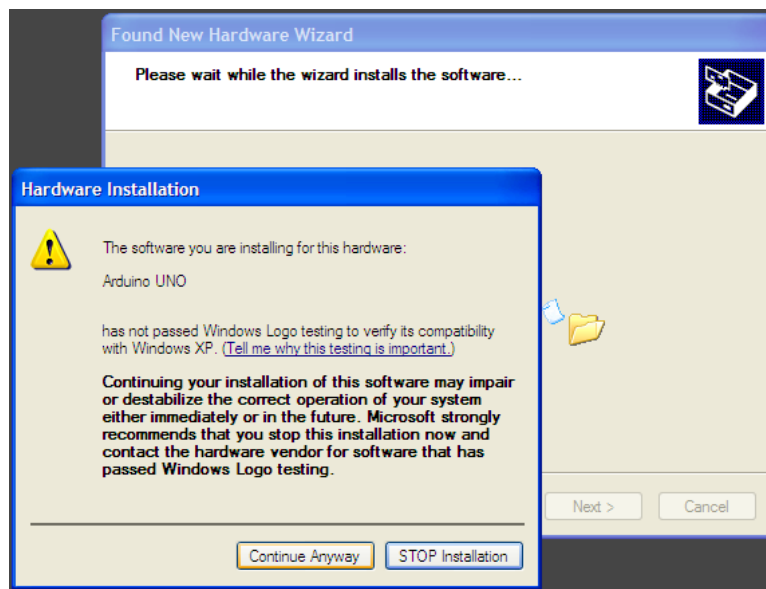 Found New Hardware Wizard
Please wait while the wizard installs the software...
Hardware Installation
The software you are installing for this hardware:
Arduino UNO
has not passed Windows Logo testing to verify its compatibility
with Windows XP. (Tell me why this testing is important.)
Continuing your installation of this software may impair
or destabilize the correct operation of your system
either immediately or in the future. Microsoft strongly
recommends that you stop this installation now and
contact the hardware vendor for software that has
passed Windows Logo testing.
Next >
Cancel
Continue Anyway
STOP Installation